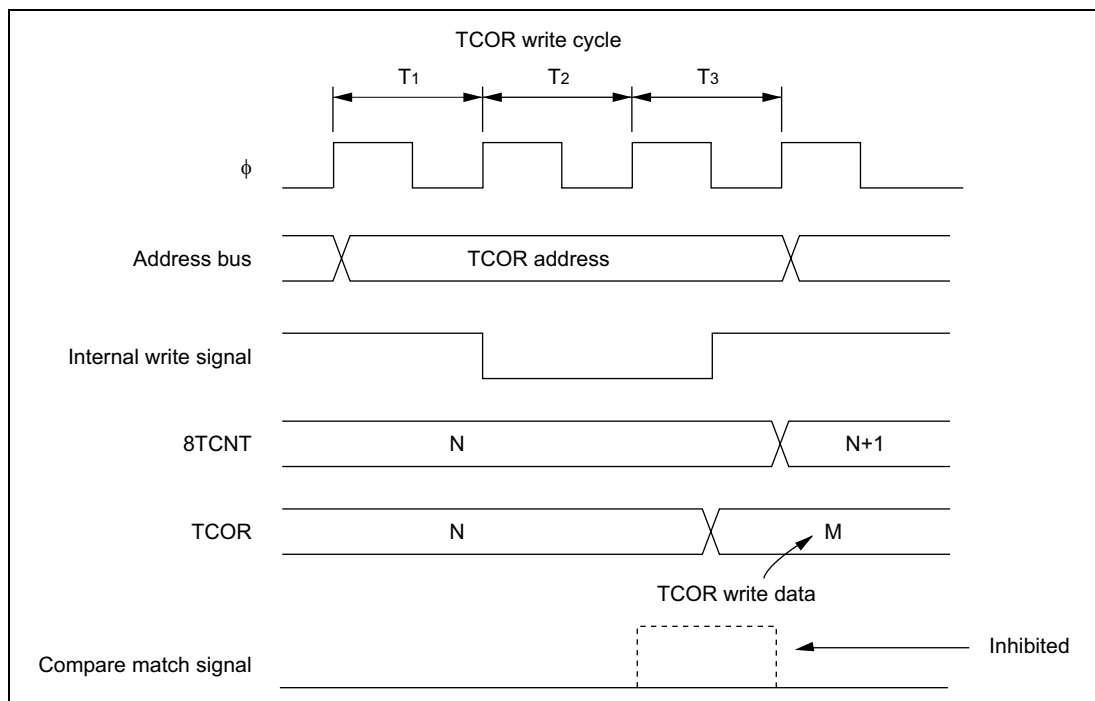 TCOR write cycle
T1 T2 T3
φ
Address bus TCOR address
Internal write signal
8TCNT N N+1
TCOR N M
TCOR write data
Compare match signal Inhibited